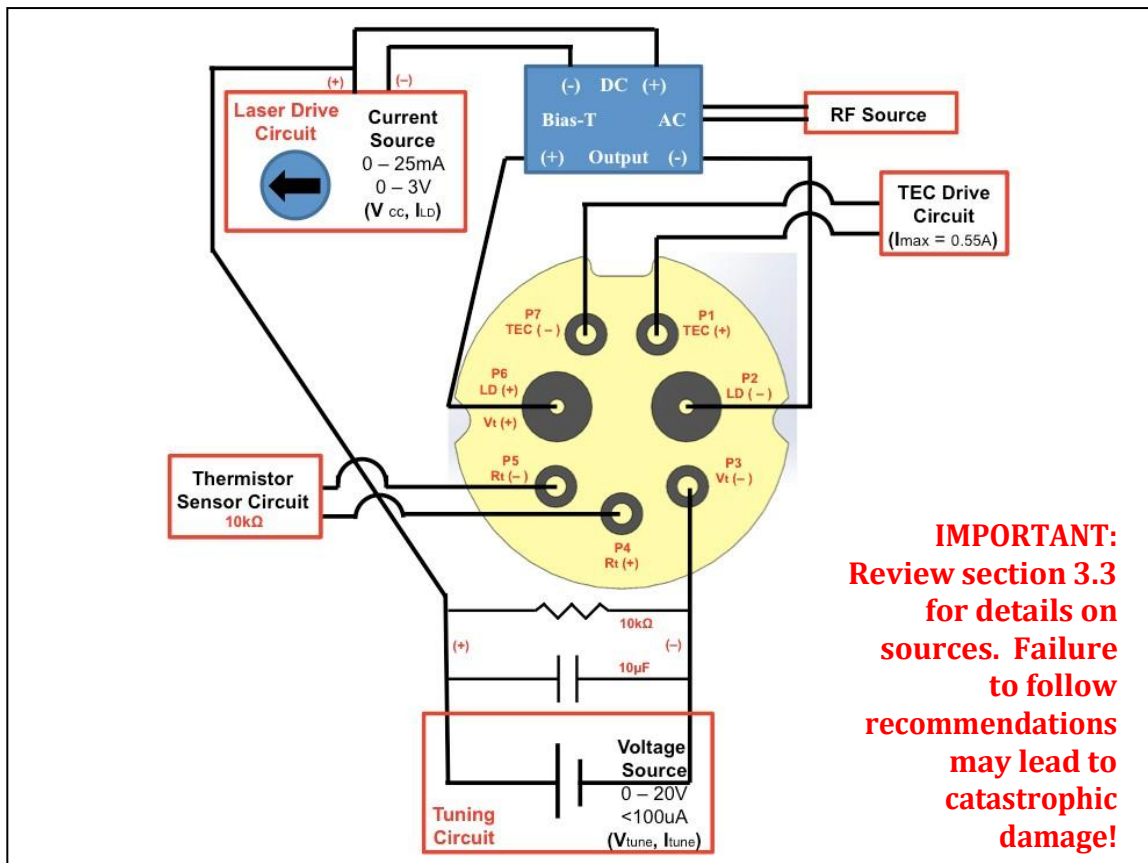 (+)
(–)
Laser Drive
Circuit
Current
Source
0 – 25mA
0 – 3V
(V CC, ILD)
(-) DC (+)
Bias-T AC
(+) Output (-)
RF Source
TEC Drive
Circuit
(Imax = 0.55A)
P7
TEC ( – )
P1
TEC (+)
P6
LD (+)
Vt (+)
P2
LD ( – )
P5
Rt ( – )
P3
Vt ( – )
P4
Rt (+)
Thermistor
Sensor Circuit
10kΩ
10kΩ
(+)
(–)
10µF
Voltage
Source
0 – 20V
<100uA
(Vtune, Itune)
Tuning
Circuit
IMPORTANT:
Review section 3.3
for details on
sources. Failure
to follow
recommendations
may lead to
catastrophic
damage!